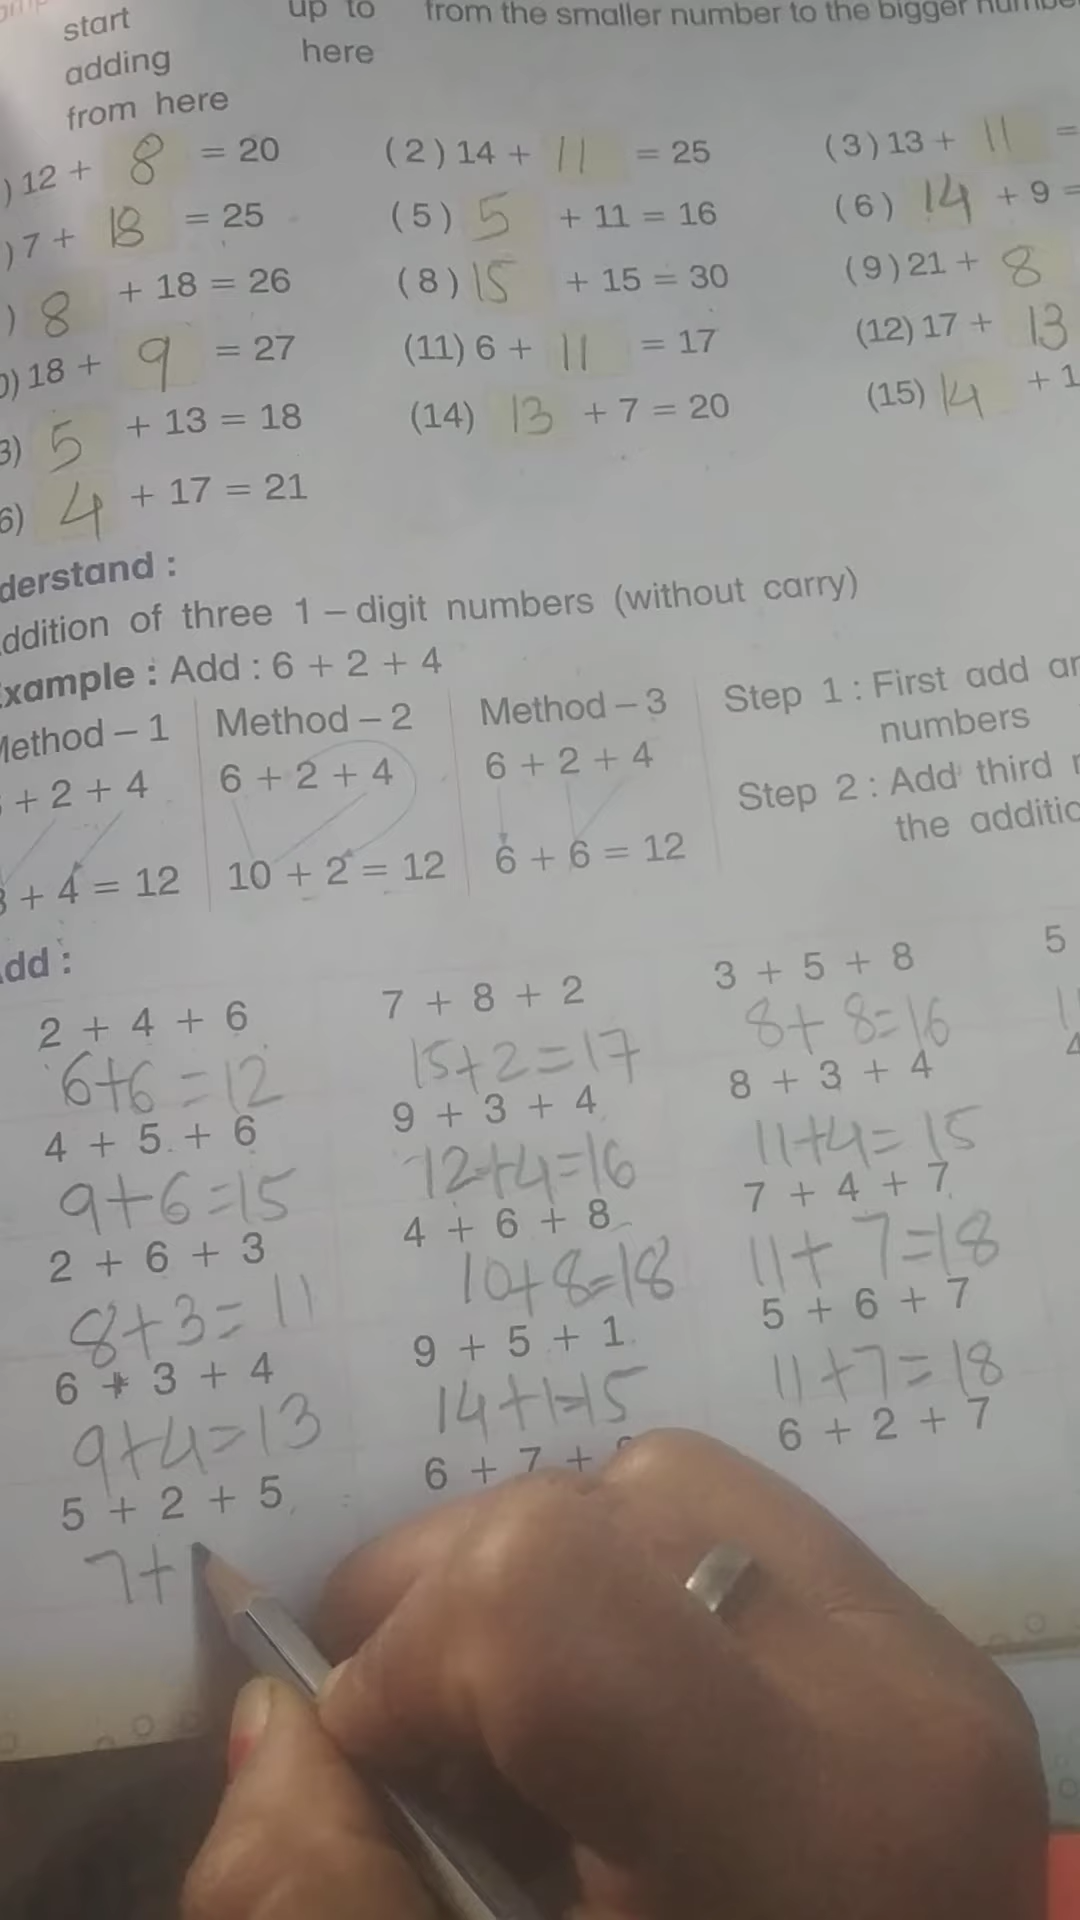 start
adding
from here
up to
here
from the smaller number to the bigger
) 12 + 8 = 20 (2) 14 + 11 = 25 (3) 13 + 11 =
) 7 + 18 = 25 (5) 5 + 11 = 16 (6) 14 + 9 =
) 8 + 18 = 26 (8) 15 + 15 = 30 (9) 21 + 8
0) 18 + 9 = 27 (11) 6 + 11 = 17 (12) 17 + 13
3) 5 + 13 = 18 (14) 13 + 7 = 20 (15) 14 + 1
6) 4 + 17 = 21
derstand :
ddition of three 1 – digit numbers (without carry)
xample : Add : 6 + 2 + 4
Method – 1 Method – 2 Method – 3 Step 1 : First add
numbers
+ 2 + 4 6 + 2 + 4 6 + 2 + 4 Step 2 : Add third
the additio
+ 4 = 12 10 + 2 = 12 6 + 6 = 12
dd :
2 + 4 + 6 7 + 8 + 2 3 + 5 + 8 5
6+6 = 12 15+2=17 8+ 8=16
4 + 5 + 6 9 + 3 + 4 8 + 3 + 4 4
9+6=15 12+4=16 11+4= 15
2 + 6 + 3 4 + 6 + 8 7 + 4 + 7
8+3= 11 10+8=18 11+ 7=18
6 + 3 + 4 9 + 5 + 1 5 + 6 + 7
9+4=13 14+1=15 11+7=18
5 + 2 + 5 6 + 7 + 6 + 2 + 7
7+